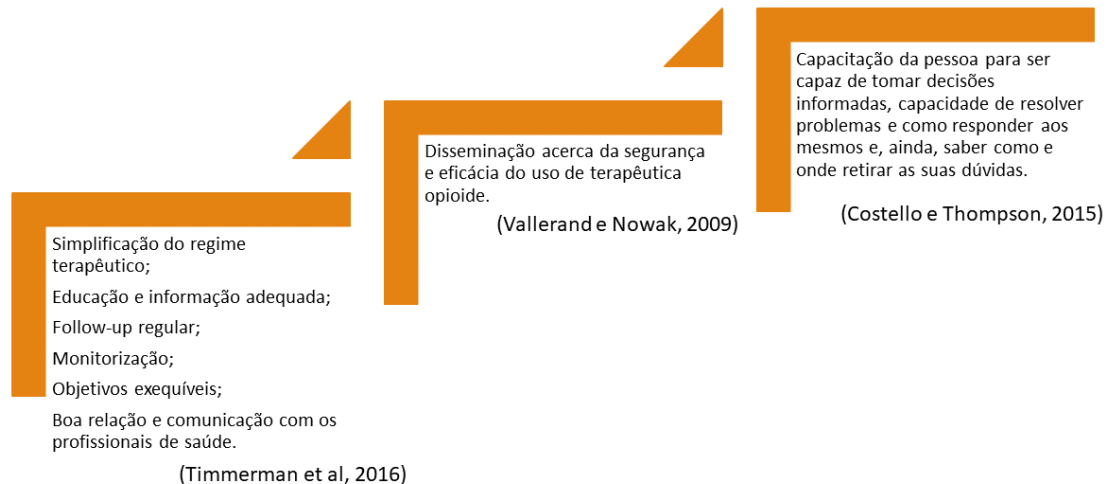 Simplificação do regime
terapêutico;
Educação e informação adequada;
Follow-up regular;
Monitorização;
Objetivos exequíveis;
Boa relação e comunicação com os
profissionais de saúde.
(Timmerman et al, 2016)
Disseminação acerca da segurança
e eficácia do uso de terapêutica
opioide.
(Vallerand e Nowak, 2009)
Capacitação da pessoa para ser
capaz de tomar decisões
informadas, capacidade de resolver
problemas e como responder aos
mesmos e, ainda, saber como e
onde retirar as suas dúvidas.
(Costello e Thompson, 2015)